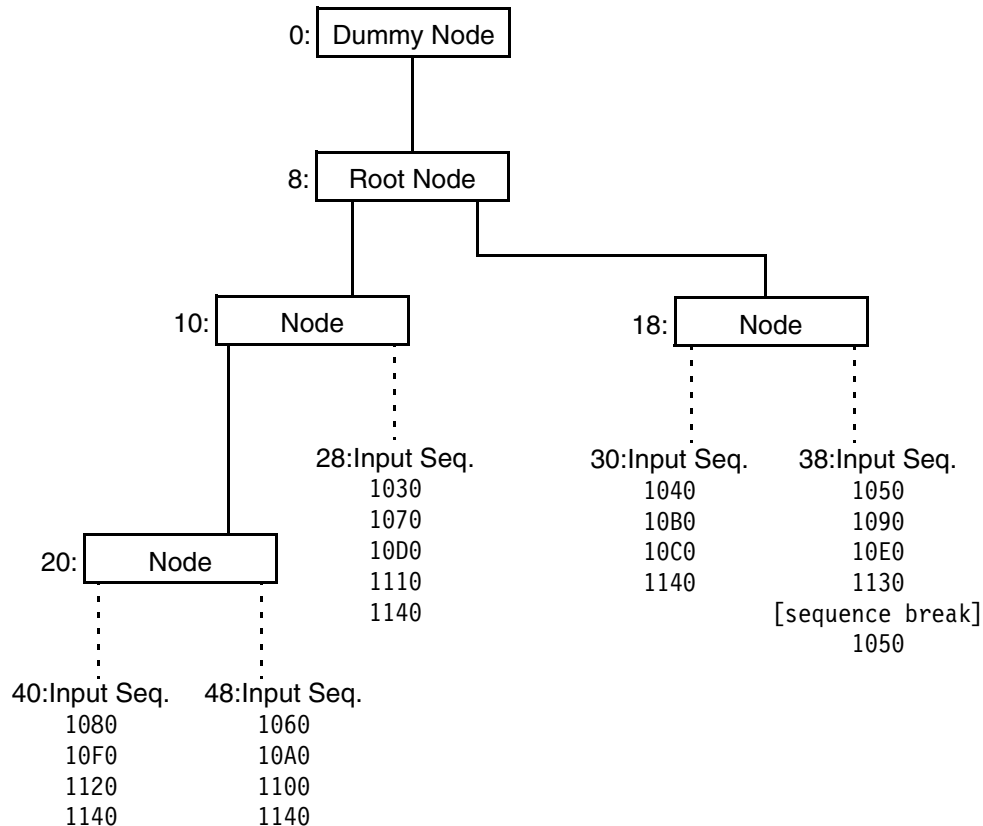 0: Dummy Node
8: Root Node
10: Node
18: Node
28:Input Seq.
1030
1070
10D0
1110
1140
30:Input Seq.
1040
10B0
10C0
1140
38:Input Seq.
1050
1090
10E0
1130
[sequence break]
1050
20: Node
40:Input Seq.
1080
10F0
1120
1140
48:Input Seq.
1060
10A0
1100
1140